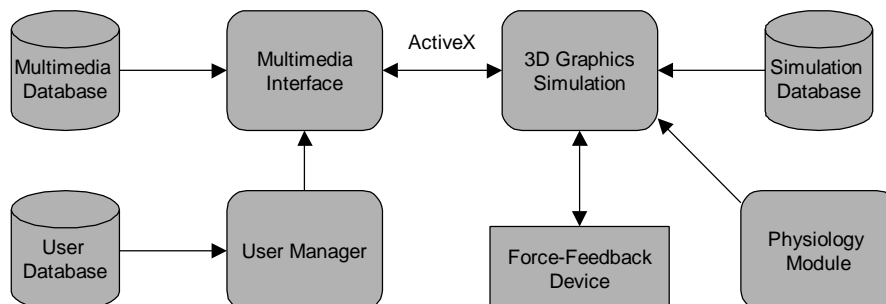 Multimedia
Database
Multimedia
Interface
ActiveX
3D Graphics
Simulation
Simulation
Database
User
Database
User Manager
Force-Feedback
Device
Physiology
Module